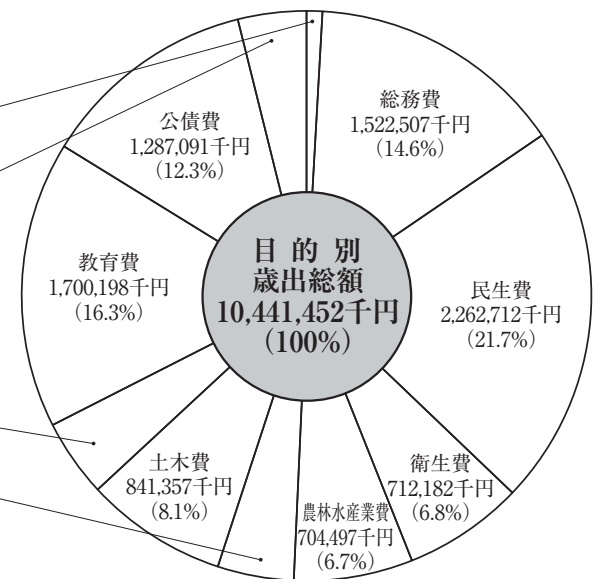 目的別
歳出総額
10,441,452千円
(100%)
総務費
1,522,507千円
(14.6%)
民生費
2,262,712千円
(21.7%)
衛生費
712,182千円
(6.8%)
農林水産業費
704,497千円
(6.7%)
土木費
841,357千円
(8.1%)
教育費
1,700,198千円
(16.3%)
公債費
1,287,091千円
(12.3%)